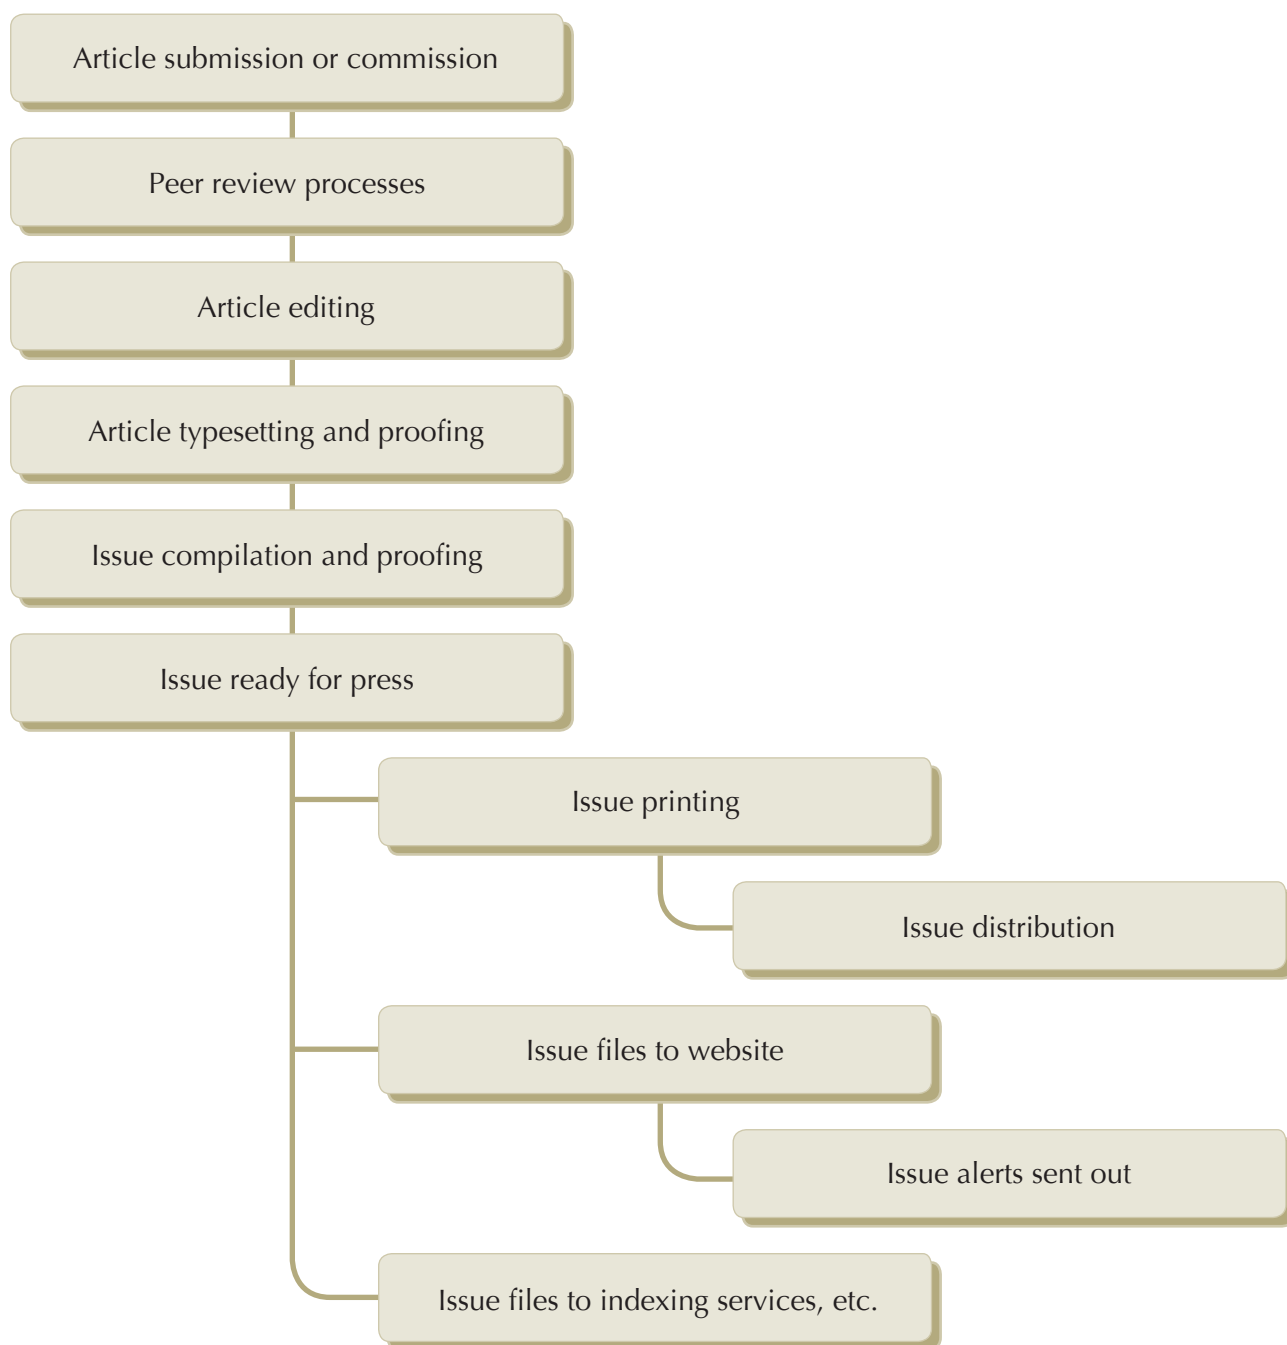 Article submission or commission
Peer review processes
Article editing
Article typesetting and proofing
Issue compilation and proofing
Issue ready for press
Issue printing
Issue distribution
Issue files to website
Issue alerts sent out
Issue files to indexing services, etc.